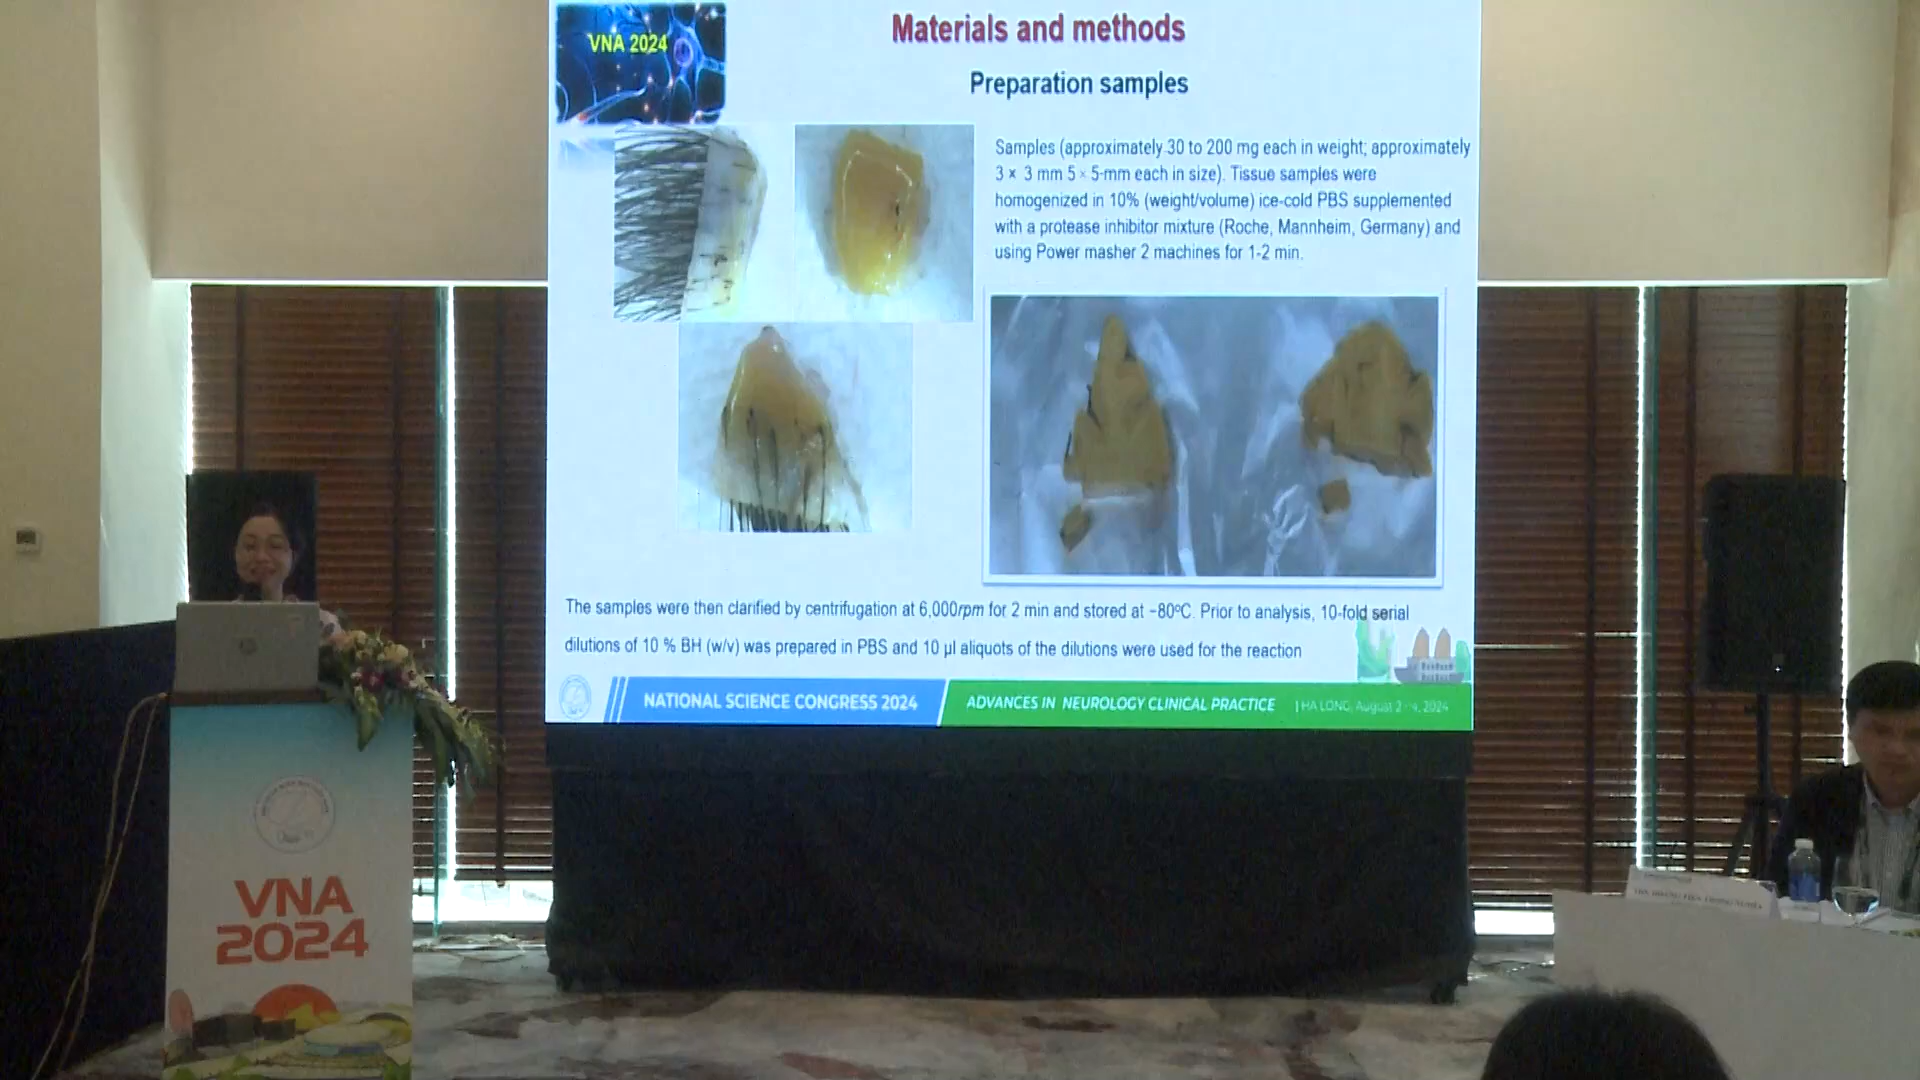 VNA 2024
Materials and methods
Preparation samples
Samples (approximately 30 to 200 mg each in weight; approximately
3 × 3 mm 5 × 5-mm each in size). Tissue samples were
homogenized in 10% (weight/volume) ice-cold PBS supplemented
with a protease inhibitor mixture (Roche, Mannheim, Germany) and
using Power masher 2 machines for 1-2 min.
The samples were then clarified by centrifugation at 6,000rpm for 2 min and stored at −80ºC. Prior to analysis, 10-fold serial
dilutions of 10 % BH (w/v) was prepared in PBS and 10 µl aliquots of the dilutions were used for the reaction
NATIONAL SCIENCE CONGRESS 2024
ADVANCES IN NEUROLOGY CLINICAL PRACTICE
| HA LONG, August 2 - 4, 2024
VNA
2024